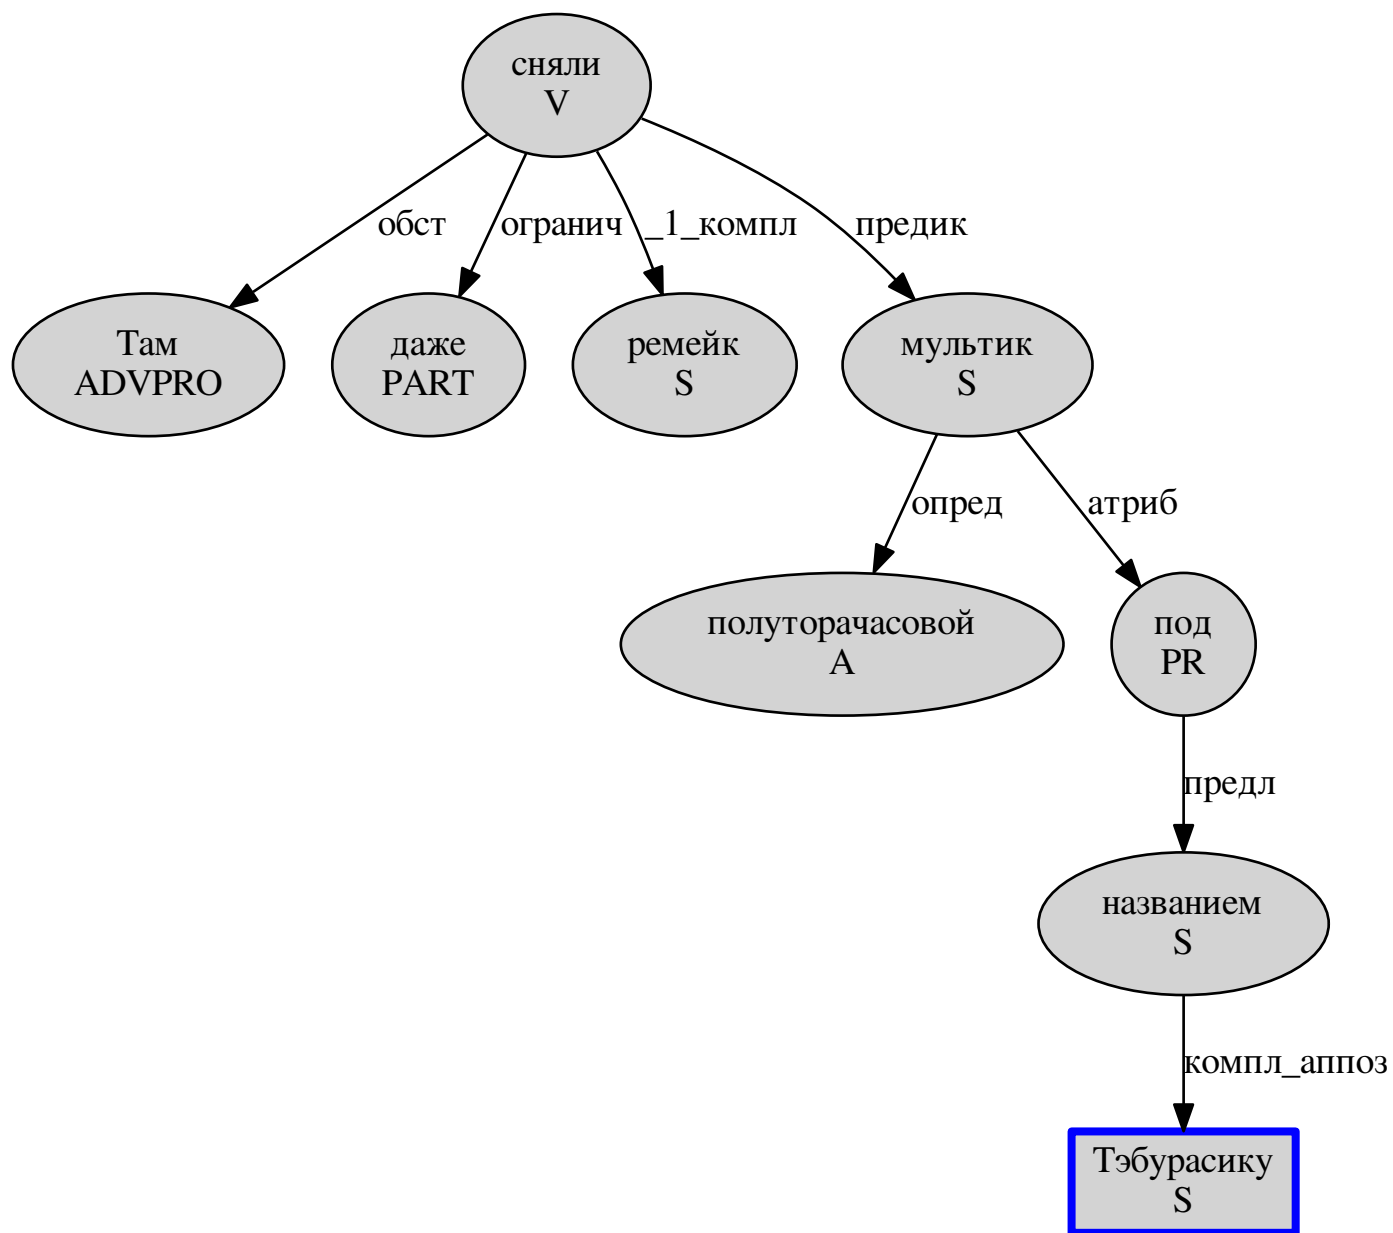 сняли
V
обст
огранич
_1_компл
предик
Там
ADVPRO
даже
PART
ремейк
S
мультик
S
опред
атриб
полуторачасовой
A
под
PR
предл
названием
S
компл_аппоз
Тэбурасику
S